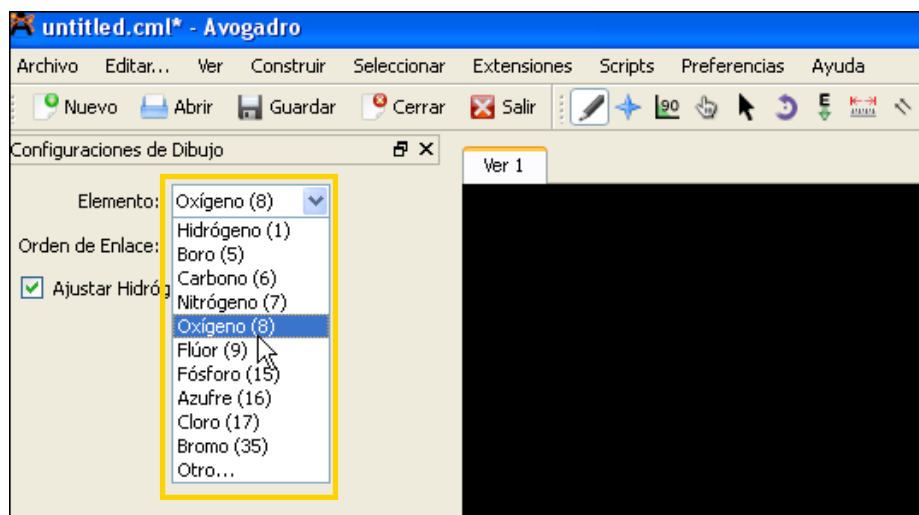 untitled.cml* - Avogadro
Archivo Editar... Ver Construir Seleccionar Extensiones Scripts Preferencias Ayuda
Nuevo Abrir Guardar Cerrar Salir 90 E
Configuraciones de Dibujo
Ver 1
Elemento: Oxígeno (8)
Hidrógeno (1)
Orden de Enlace:
Boro (5)
Carbono (6)
Ajustar Hidróg
Nitrógeno (7)
Oxígeno (8)
Flúor (9)
Fósforo (15)
Azufre (16)
Cloro (17)
Bromo (35)
Otro...